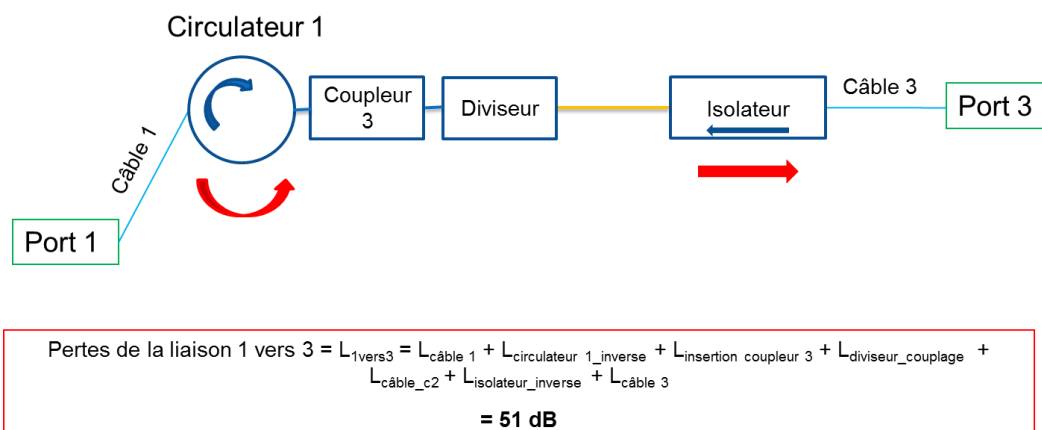 Circulateur 1
Coupleur
3
Diviseur
Isolateur
Câble 3
Port 3
Câble 1
Port 1
Pertes de la liaison 1 vers 3 = L1vers3 = Lcâble 1 + Lcirculateur 1_inverse + Linsertion coupleur 3 + Ldiviseur_couplage +
Lcâble_c2 + Lisolateur_inverse + Lcâble 3
= 51 dB